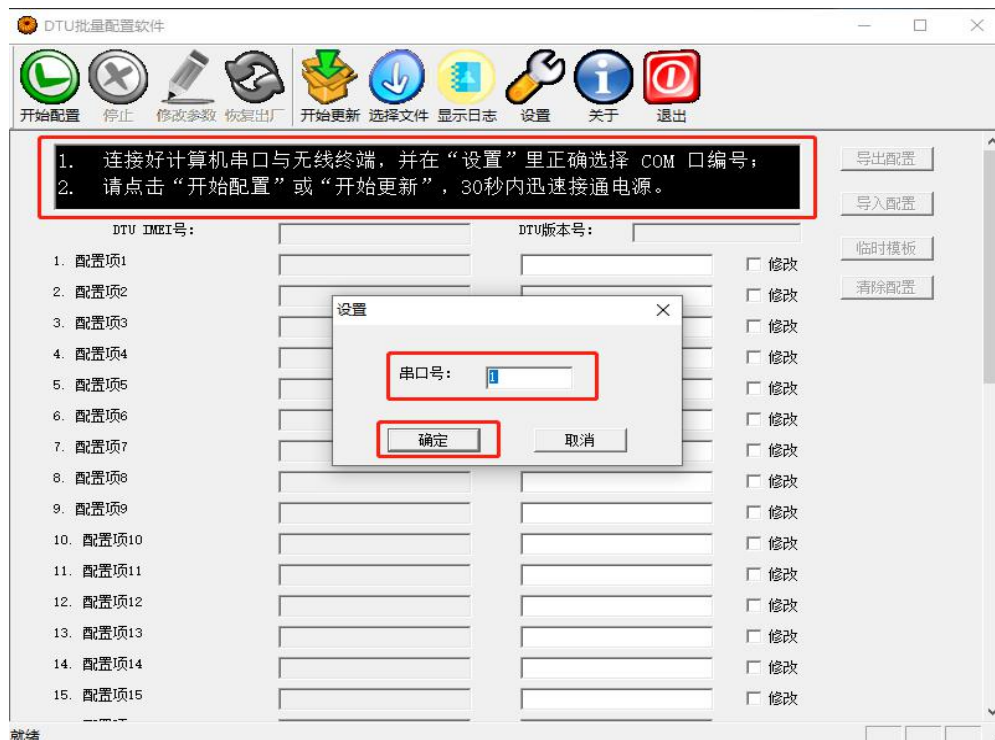 DTU批量配置软件
开始配置 停止 修改参数 恢复出厂 开始更新 选择文件 显示日志 设置 关于 退出
1. 连接好计算机串口与无线终端，并在“设置”里正确选择 COM 口编号；
2. 请点击“开始配置”或“开始更新”，30秒内迅速接通电源。
导出配置
导入配置
临时模板
清除配置
DTU IMEI号： DTU版本号：
1. 配置项1 修改
2. 配置项2 修改
3. 配置项3 修改
4. 配置项4 修改
5. 配置项5 修改
6. 配置项6 修改
7. 配置项7 修改
8. 配置项8 修改
9. 配置项9 修改
10. 配置项10 修改
11. 配置项11 修改
12. 配置项12 修改
13. 配置项13 修改
14. 配置项14 修改
15. 配置项15 修改
设置
串口号： 1
确定 取消
就绪